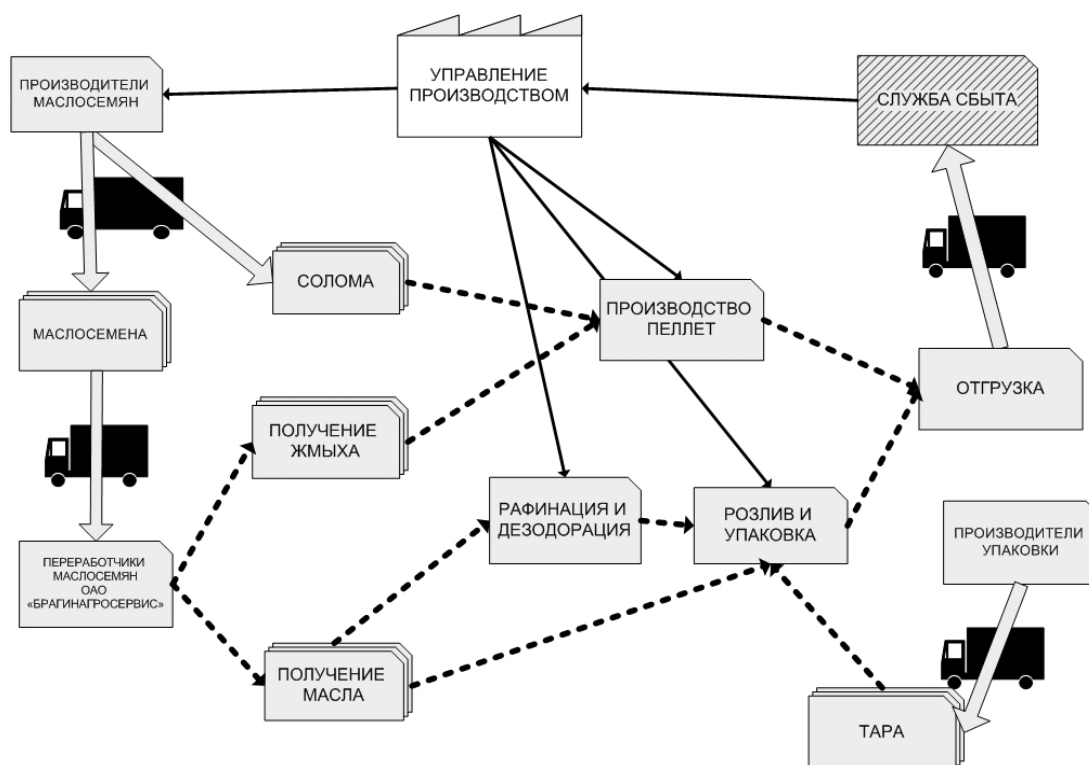 УПРАВЛЕНИЕ
ПРОИЗВОДСТВОМ
ПРОИЗВОДИТЕЛИ
МАСЛОСЕМЯН
СЛУЖБА СБЫТА
СОЛОМА
ПРОИЗВОДСТВО
ПЕЛЛЕТ
МАСЛОСЕМЕНА
ОТГРУЗКА
ПОЛУЧЕНИЕ
ЖМЫХА
РАФИНАЦИЯ И
ДЕЗОДОРАЦИЯ
РОЗЛИВ И
УПАКОВКА
ПРОИЗВОДИТЕЛИ
УПАКОВКИ
ПЕРЕРАБОТЧИКИ
МАСЛОСЕМЯН
ОАО
«БРАГИНАГРОСЕРВИС»
ПОЛУЧЕНИЕ
МАСЛА
ТАРА